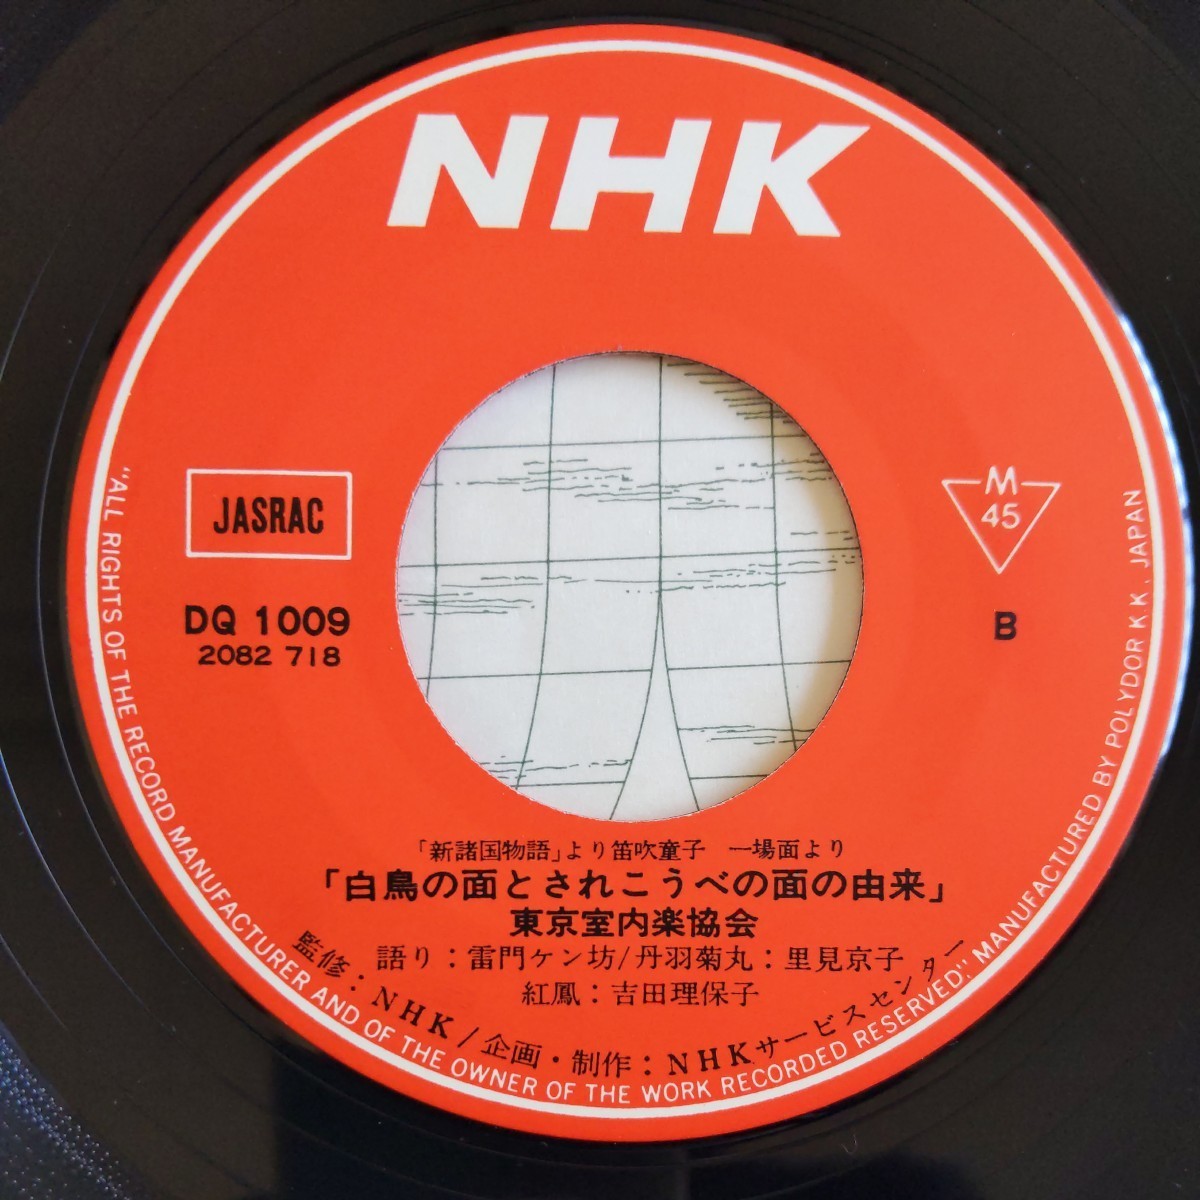 NHK
JASRAC
M
45
DQ 1009
2082 718
B
「新諸国物語」より笛吹童子 一場面より
「白鳥の面とされこうべの面の由来」
東京室内楽協会
語り:雷門ケン坊/丹羽菊丸:里見京子
紅鳳:吉田理保子
監修:NHK/企画・制作:NHKサービスセンター
"ALL RIGHTS OF THE RECORD MANUFACTURER AND OF THE OWNER OF THE WORK RECORDED RESERVED". MANUFACTURED BY POLYDOR K.K. JAPAN